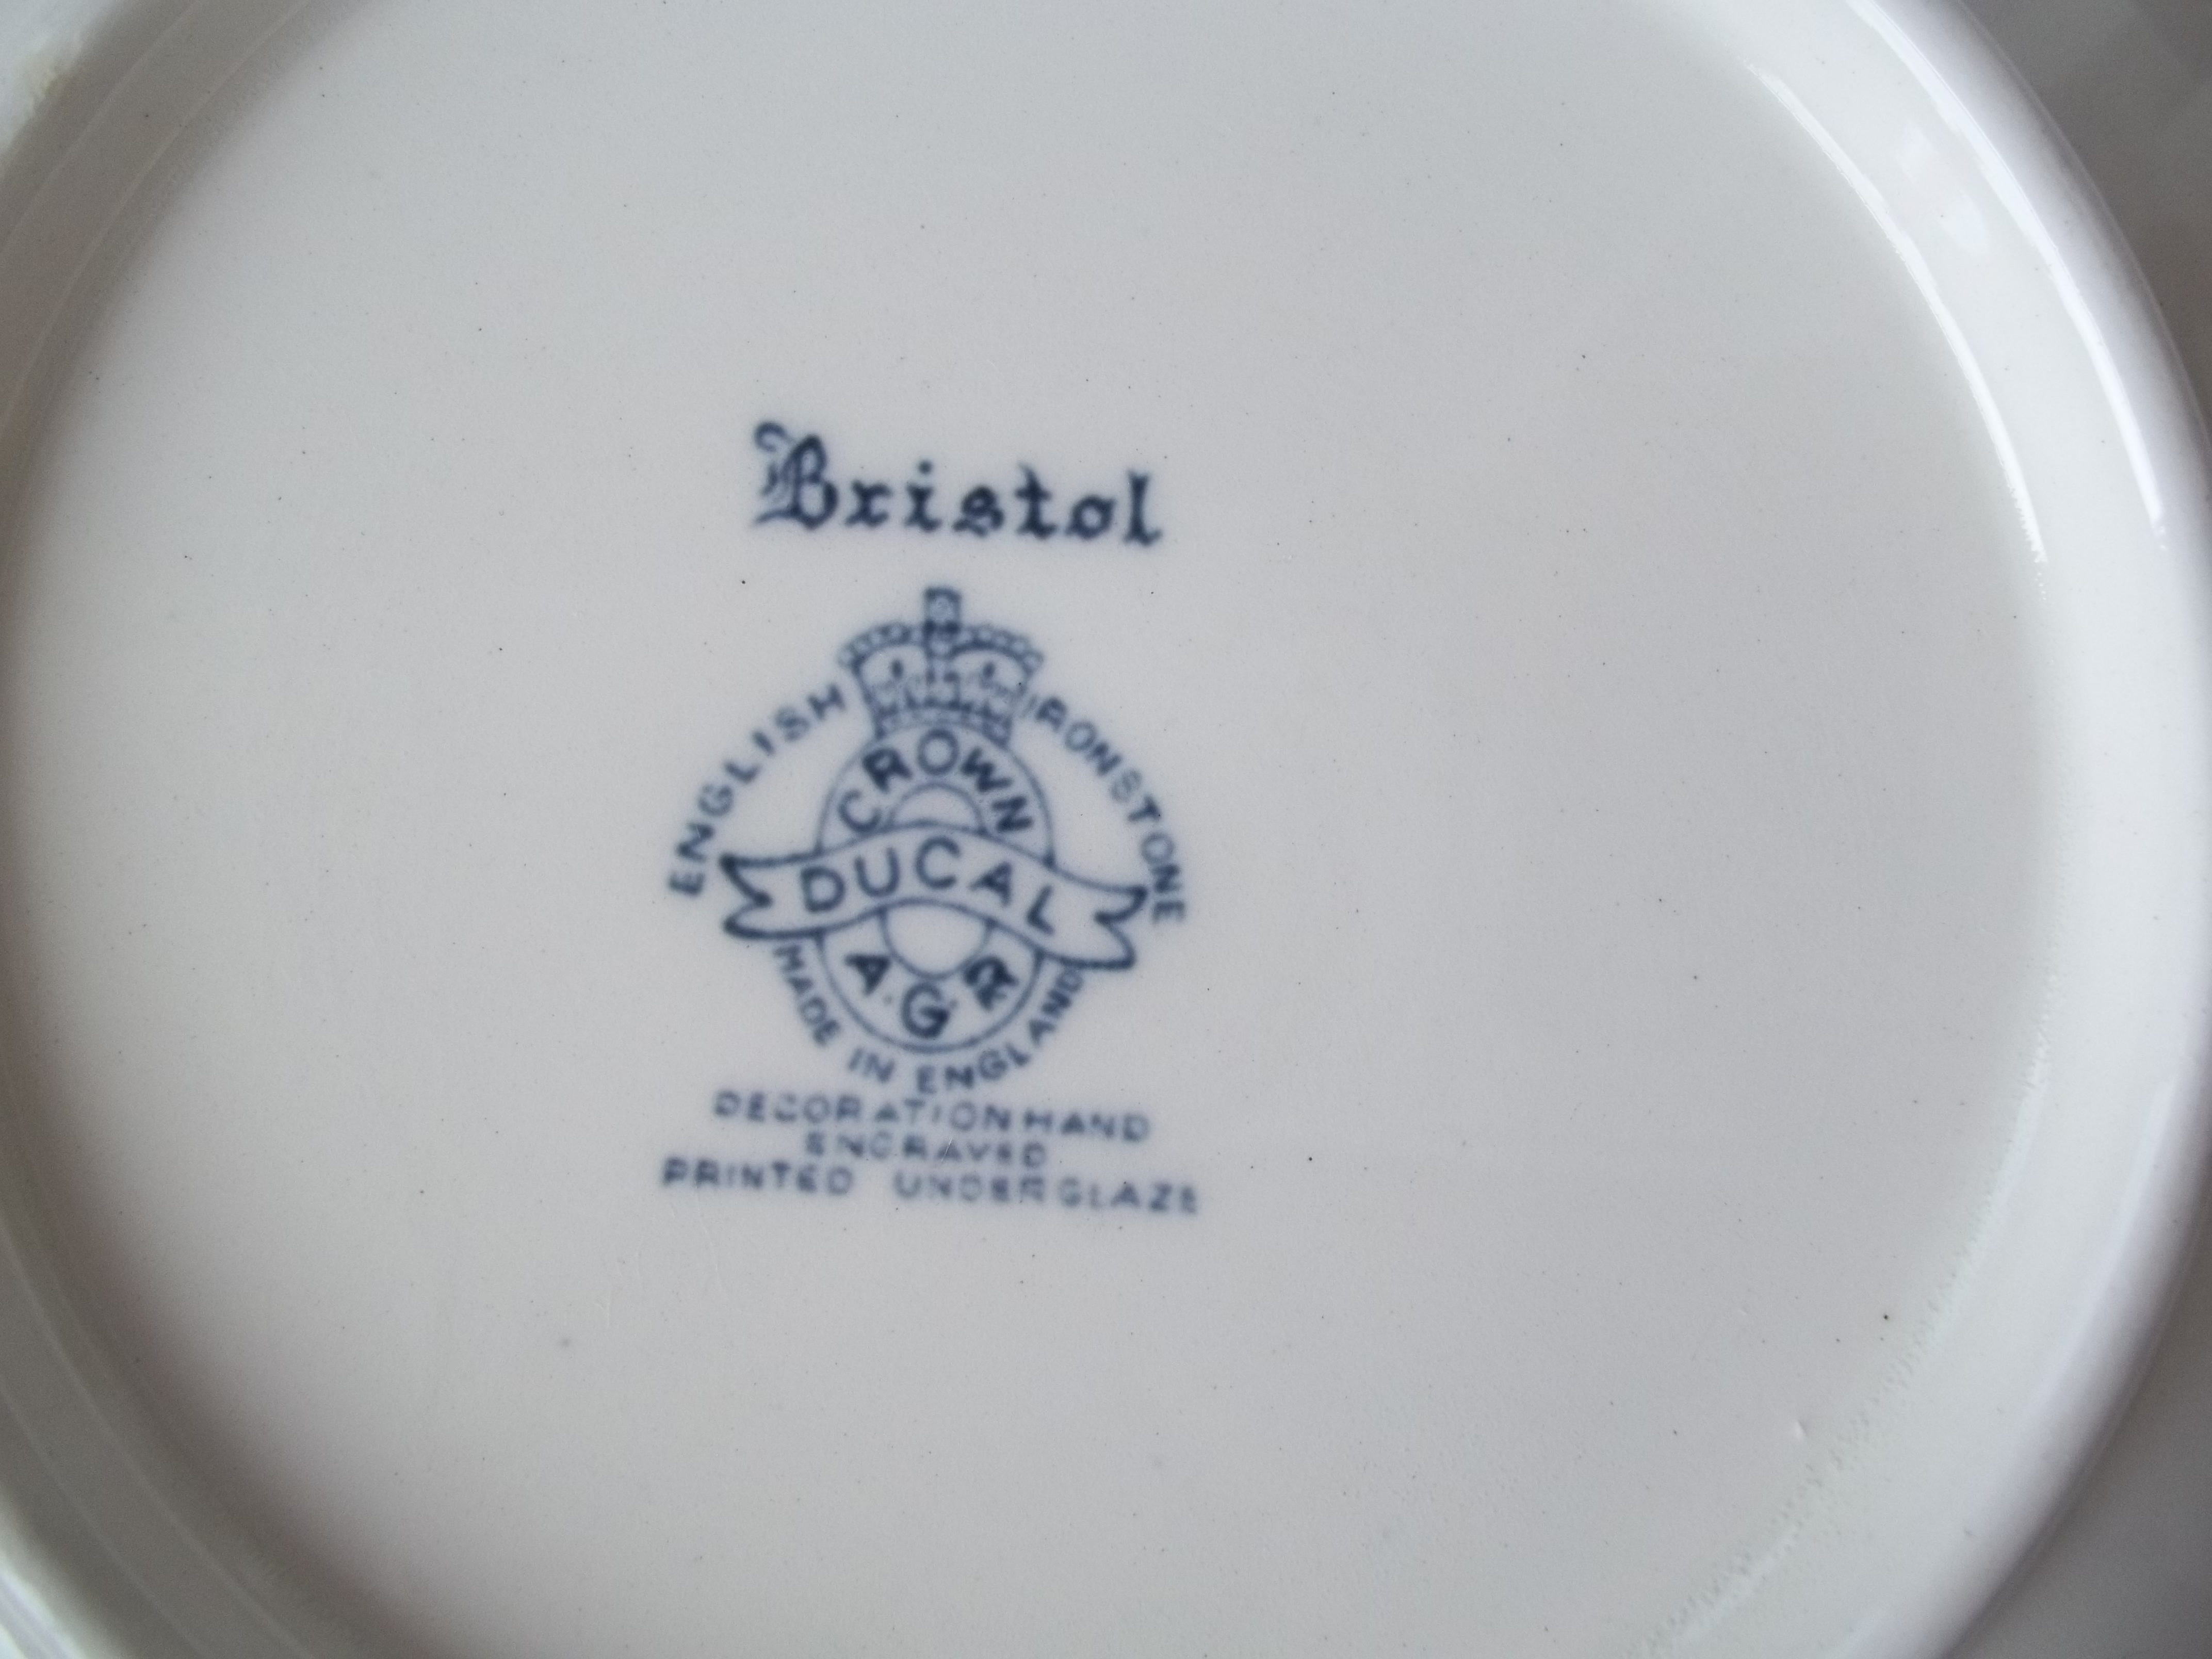 Bristol
ENGLISH IRONSTONE
CROWN
DUCAL
A.G.R
MADE IN ENGLAND
DECORATION HAND
ENGRAVED
PRINTED UNDERGLAZE